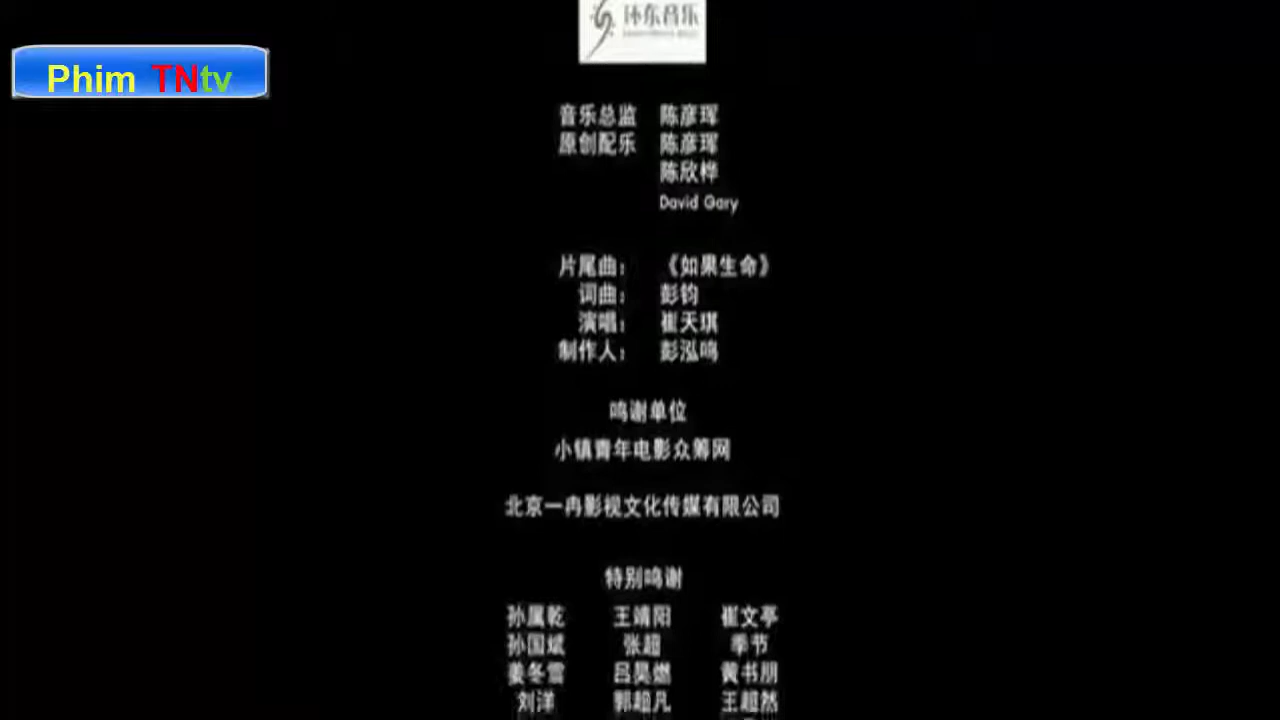 环东音乐
Phim TNtv
音乐总监 陈彦珲
原创配乐 陈彦珲
陈欣桦
David Gary
片尾曲： 《如果生命》
词曲： 彭钧
演唱： 崔天琪
制作人： 彭泓鸣
鸣谢单位
小镇青年电影众筹网
北京一冉影视文化传媒有限公司
特别鸣谢
孙属乾 王靖阳 崔文亭
孙国斌 张超 季节
姜冬雪 吕昊燃 黄书朋
刘洋 郭超凡 王超然